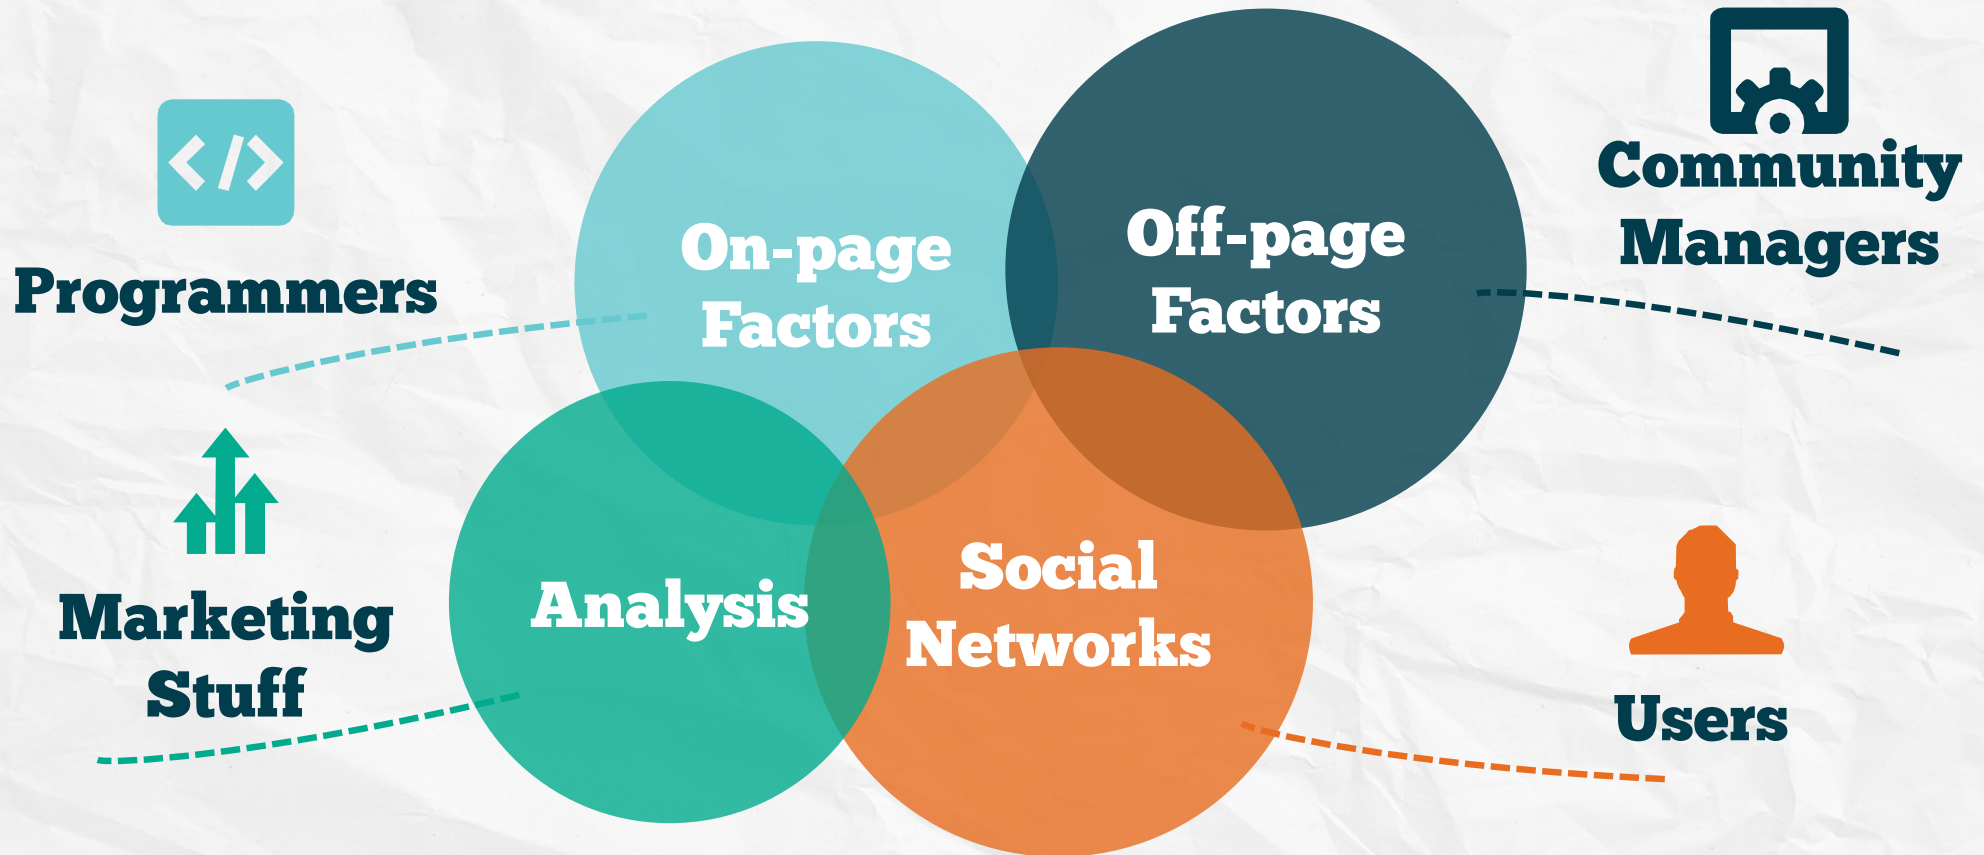 Programmers
On-page
Factors
Off-page
Factors
Community
Managers
Marketing
Stuff
Analysis
Social
Networks
Users